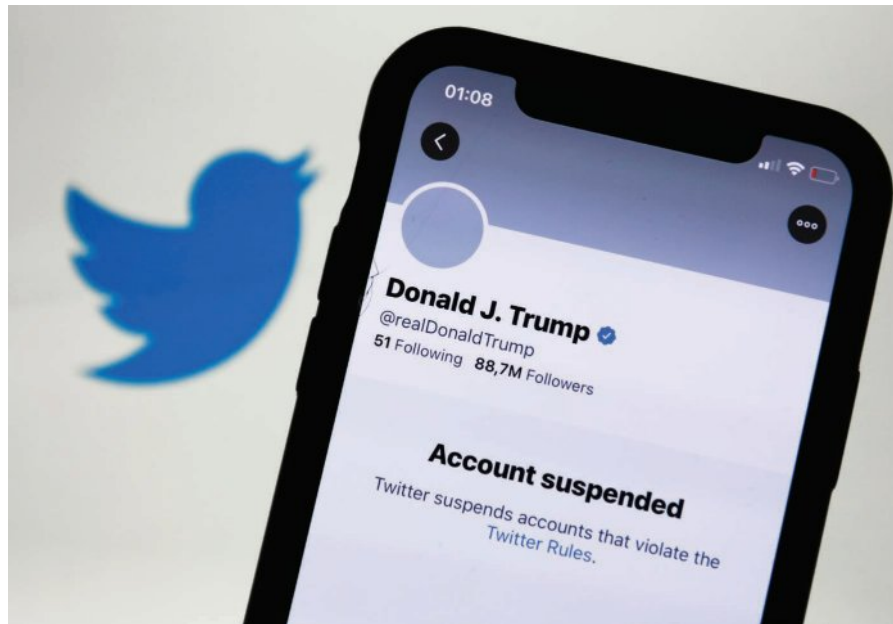 01:08
Donald J. Trump
@realDonaldTrump
51 Following 88,7M Followers
Account suspended
Twitter suspends accounts that violate the
Twitter Rules.